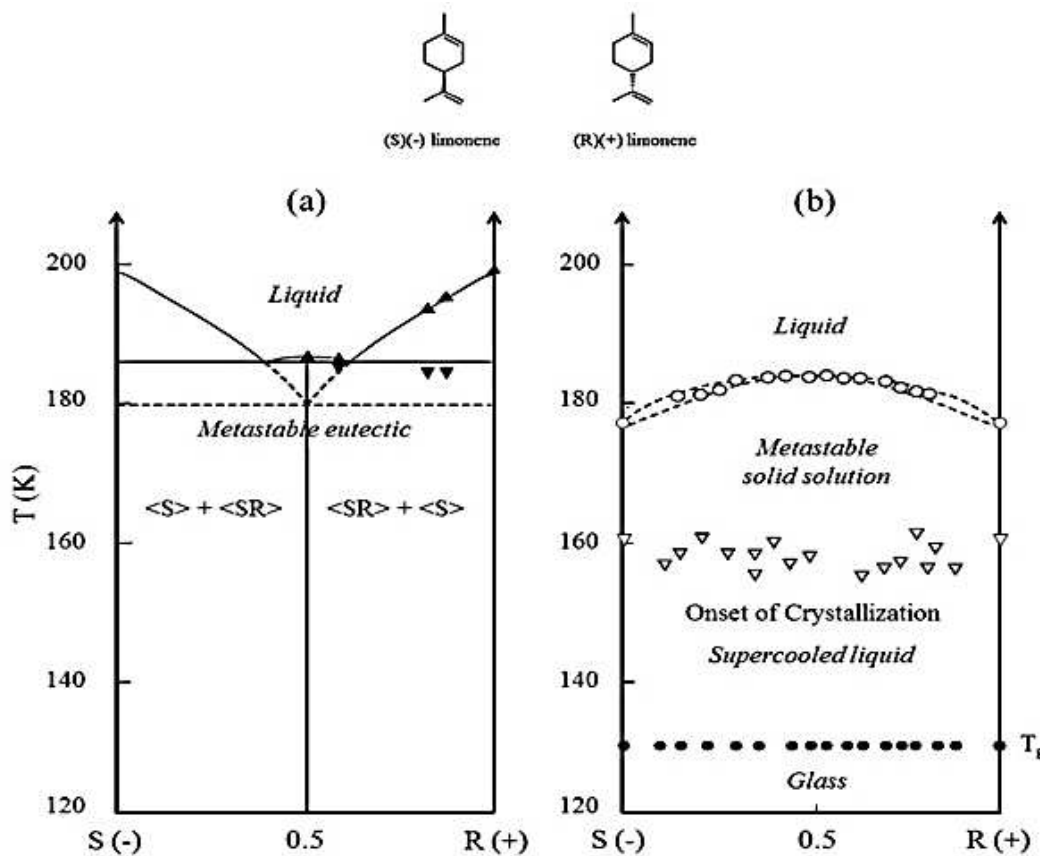 (S)(-) limonene
(R)(+) limonene
(a)
200
Liquid
180
Metastable eutectic
T (K)
<S> + <SR>
<SR> + <S>
160
140
120
S (-)
0.5
R (+)
(b)
200
Liquid
180
Metastable
solid solution
160
Onset of Crystallization
Supercooled liquid
140
Glass
120
S (-)
0.5
R (+)